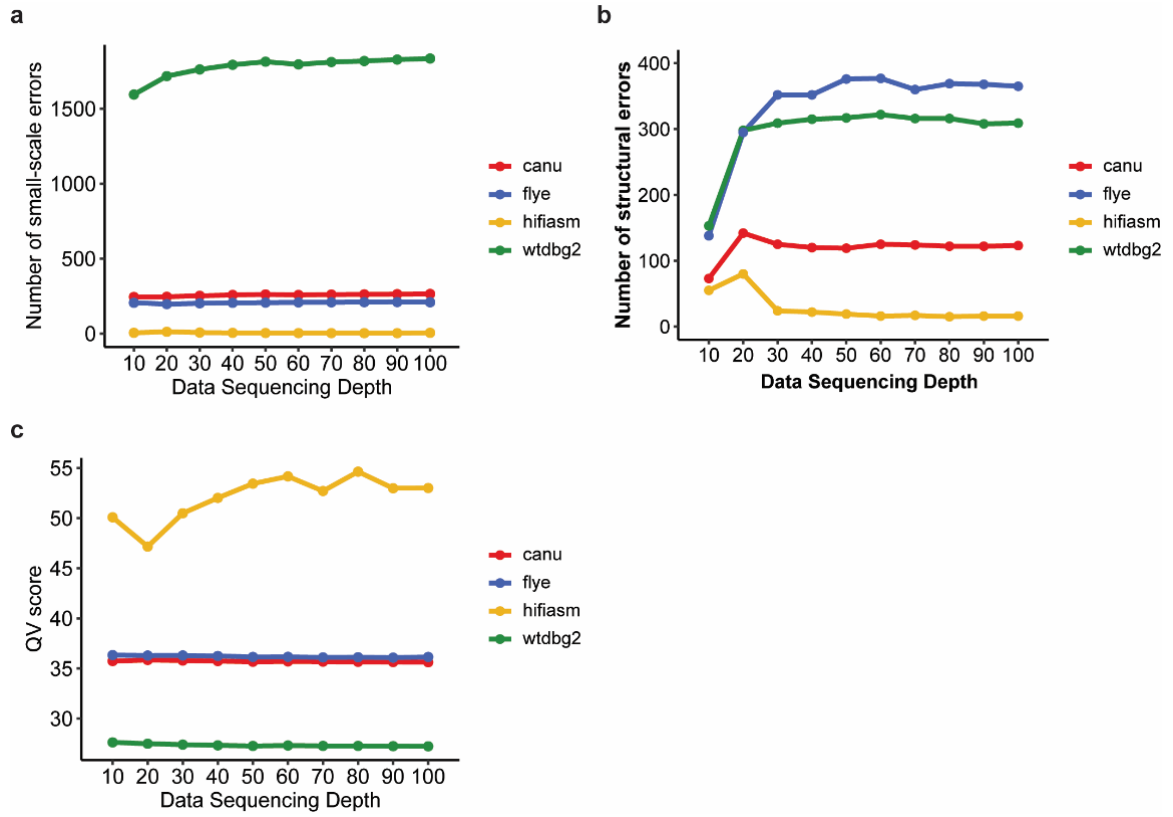 a
Number of small-scale errors
1500
1000
500
0
10 20 30 40 50 60 70 80 90 100
Data Sequencing Depth
canu
flye
hifiasm
wtdbg2
b
Number of structural errors
400
300
200
100
0
10 20 30 40 50 60 70 80 90 100
Data Sequencing Depth
canu
flye
hifiasm
wtdbg2
c
QV score
55
50
45
40
35
30
10 20 30 40 50 60 70 80 90 100
Data Sequencing Depth
canu
flye
hifiasm
wtdbg2